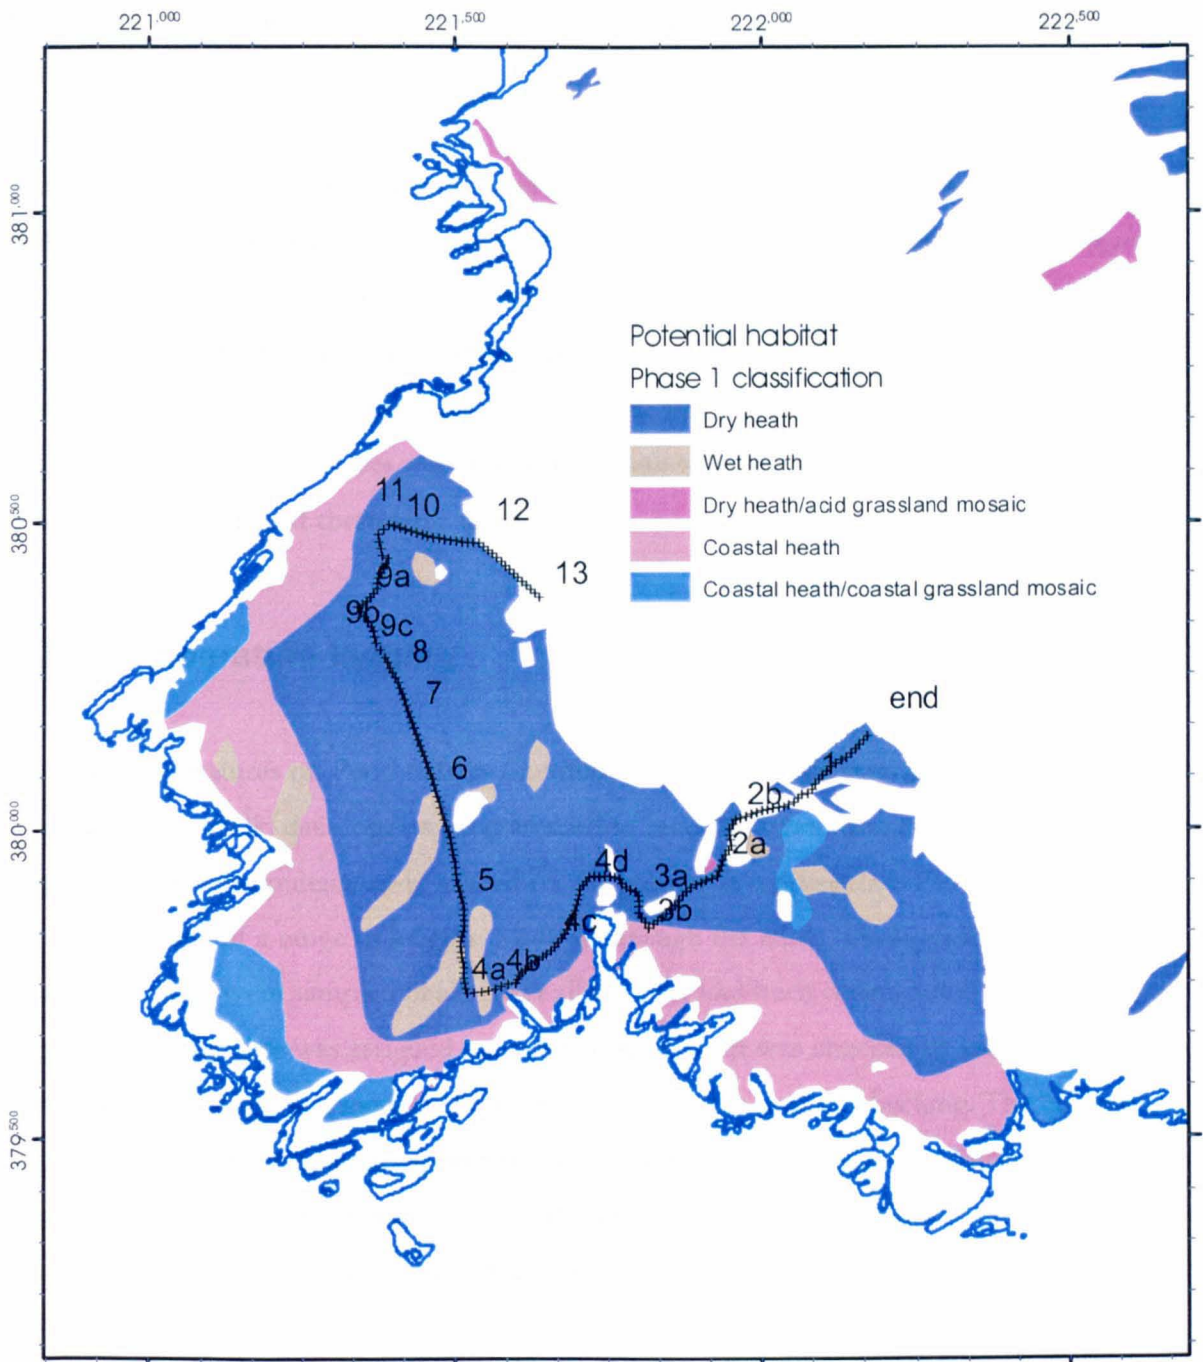 221,000 221,500 222,000 222,500
381,000
380,500
380,000
379,500
Potential habitat
Phase 1 classification
Dry heath
Wet heath
Dry heath/acid grassland mosaic
Coastal heath
Coastal heath/coastal grassland mosaic
11
10
12
13
9a
9b
9c
8
7
6
5
end
1
2b
2a
3a
3b
4d
4c
4b
4a